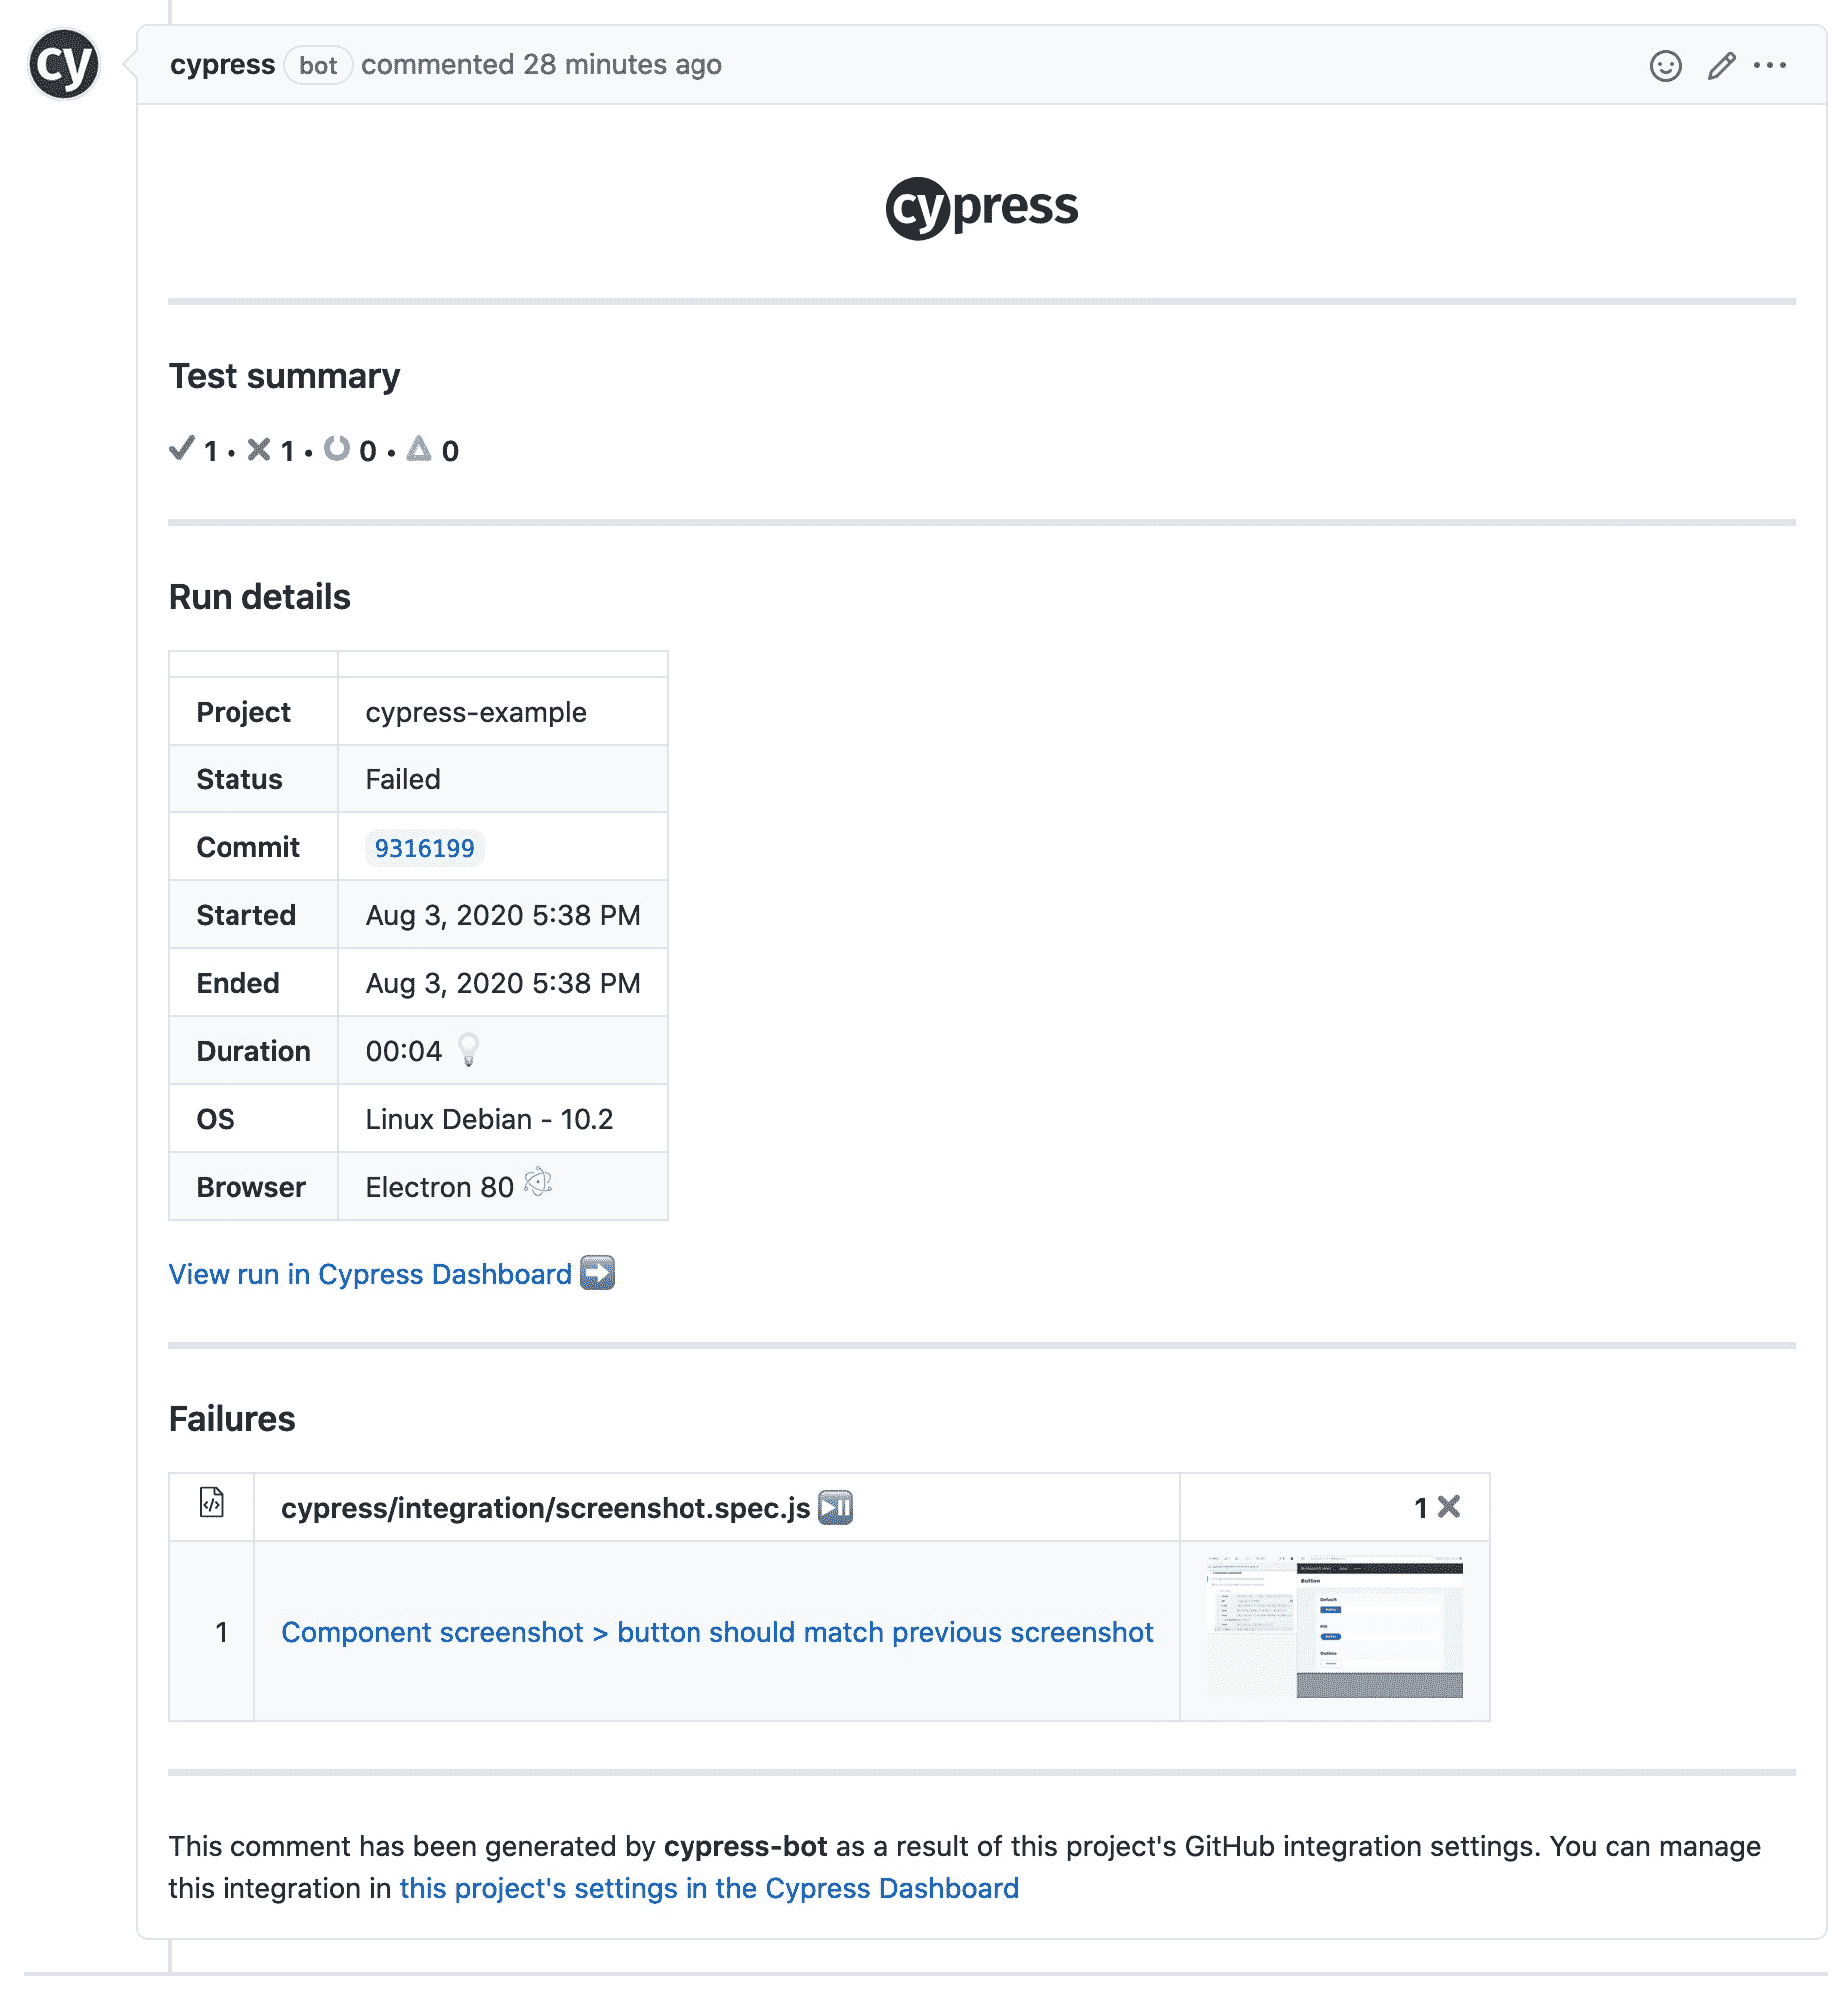 cy
cypress bot commented 28 minutes ago
cypress
Test summary
1 • 1 • 0 • 0
Run details
Project cypress-example
Status Failed
Commit 9316199
Started Aug 3, 2020 5:38 PM
Ended Aug 3, 2020 5:38 PM
Duration 00:04
OS Linux Debian - 10.2
Browser Electron 80
View run in Cypress Dashboard
Failures
cypress/integration/screenshot.spec.js 1
1 Component screenshot > button should match previous screenshot
Button
Default
Outline
This comment has been generated by cypress-bot as a result of this project's GitHub integration settings. You can manage
this integration in this project's settings in the Cypress Dashboard